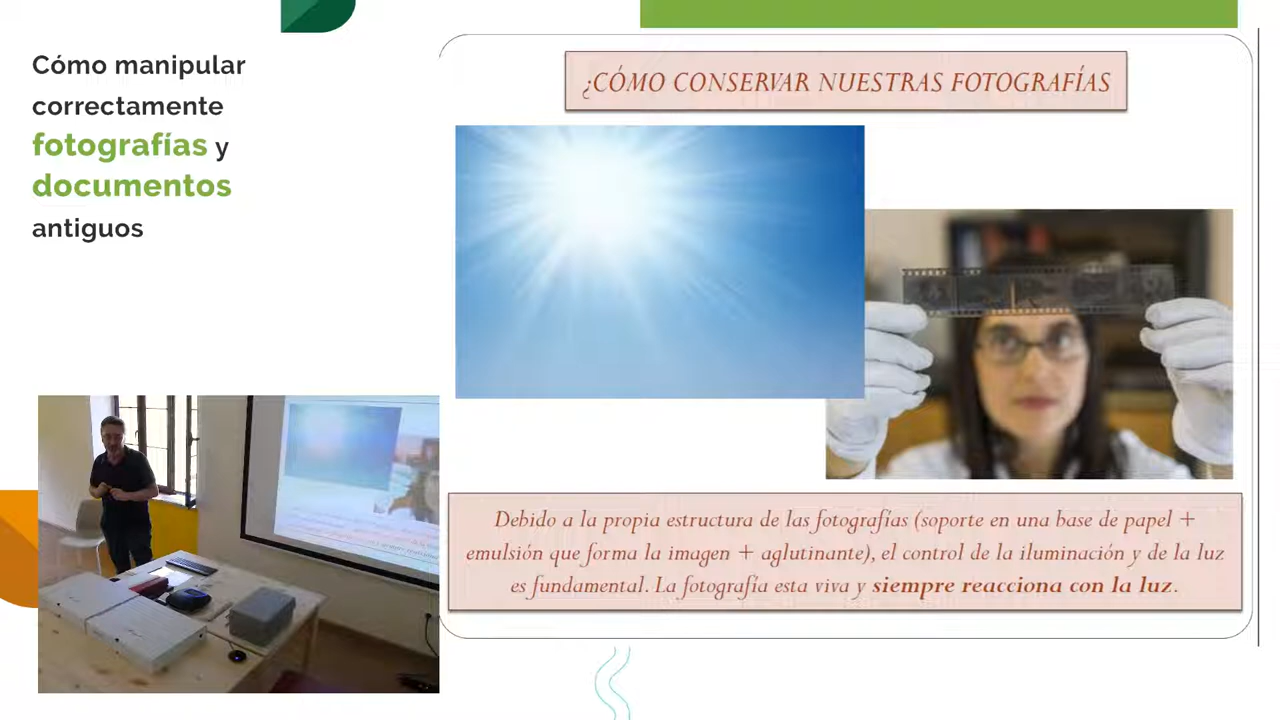 Cómo manipular
correctamente
fotografías y
documentos
antiguos
¿CÓMO CONSERVAR NUESTRAS FOTOGRAFÍAS
Debido a la propia estructura de las fotografías (soporte en una base de papel +
emulsión que forma la imagen + aglutinante), el control de la iluminación y de la luz
es fundamental. La fotografía esta viva y siempre reacciona con la luz.